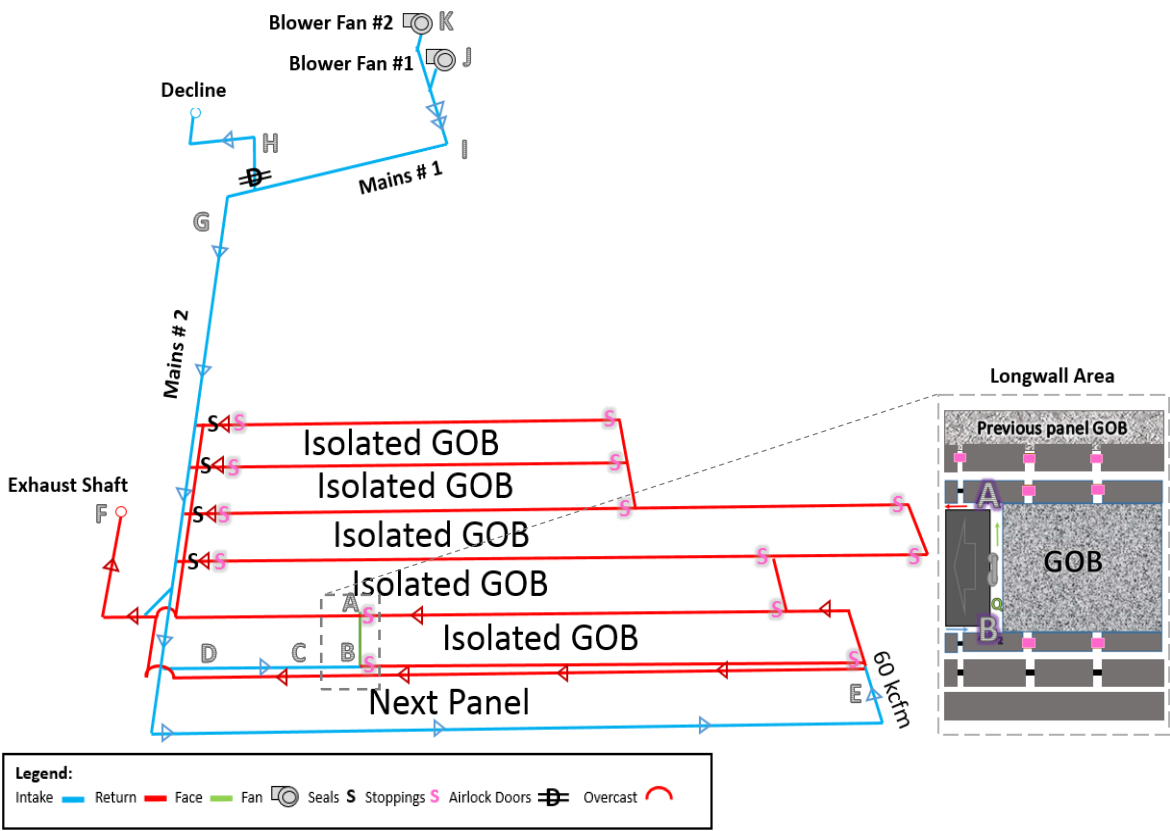 Blower Fan #2 K
Blower Fan #1 J
Decline
H
I
D
Mains # 1
G
Mains # 2
Longwall Area
Previous panel GOB
S S S
Isolated GOB
S S S
Isolated GOB
Exhaust Shaft
F
S S S S
Isolated GOB
S S S S
Isolated GOB
A
S S
Isolated GOB
D C B
S S
60 kcfm
E
Next Panel
A
GOB
Q
B
2
Legend:
Intake Return Face Fan Seals S Stoppings S Airlock Doors D Overcast